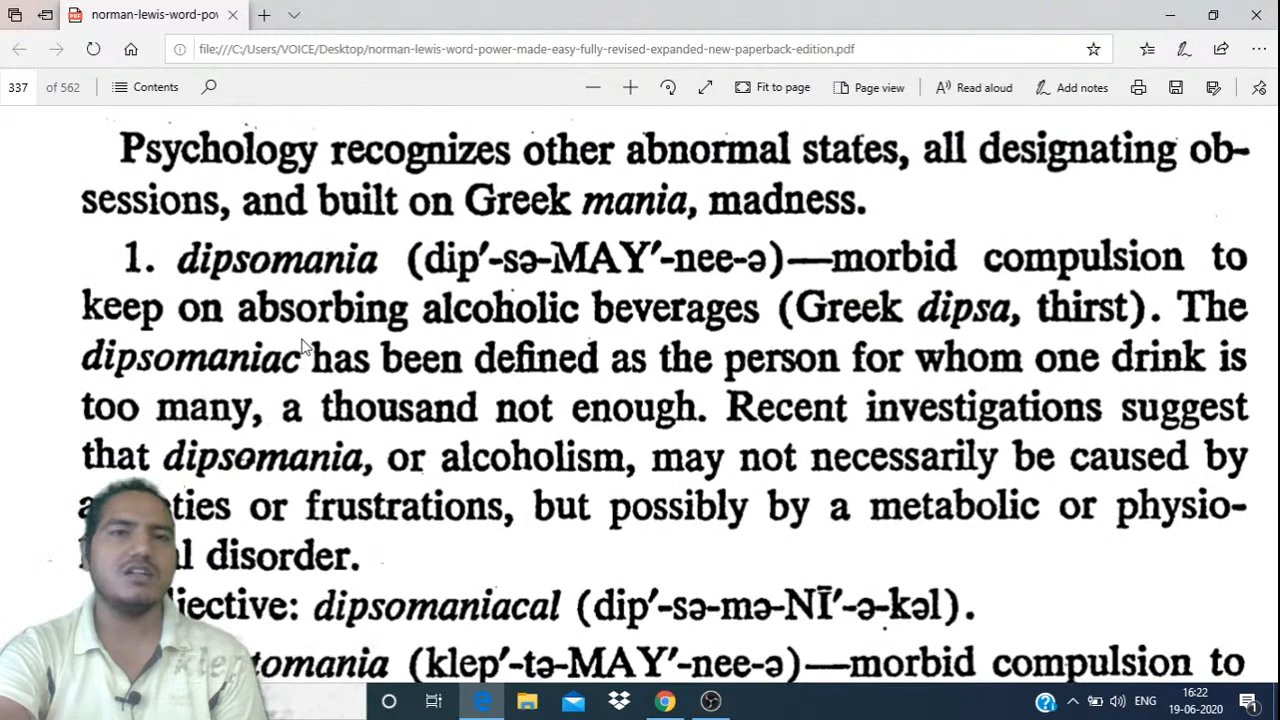 norman-lewis-word-pow
file:///C:/Users/VOICE/Desktop/norman-lewis-word-power-made-easy-fully-revised-expanded-new-paperback-edition.pdf
337 of 562 Contents Fit to page Page view Read aloud Add notes
Psychology recognizes other abnormal states, all designating ob-
sessions, and built on Greek mania, madness.
1. dipsomania (dip′-sə-MAY′-nee-ə)—morbid compulsion to
keep on absorbing alcoholic beverages (Greek dipsa, thirst). The
dipsomaniac has been defined as the person for whom one drink is
too many, a thousand not enough. Recent investigations suggest
that dipsomania, or alcoholism, may not necessarily be caused by
ties or frustrations, but possibly by a metabolic or physio-
l disorder.
jective: dipsomaniacal (dip′-sə-mə-NĪ′-ə-kəl).
kleptomania (klep′-tə-MAY′-nee-ə)—morbid compulsion to
ENG
16:22
19-06-2020
1